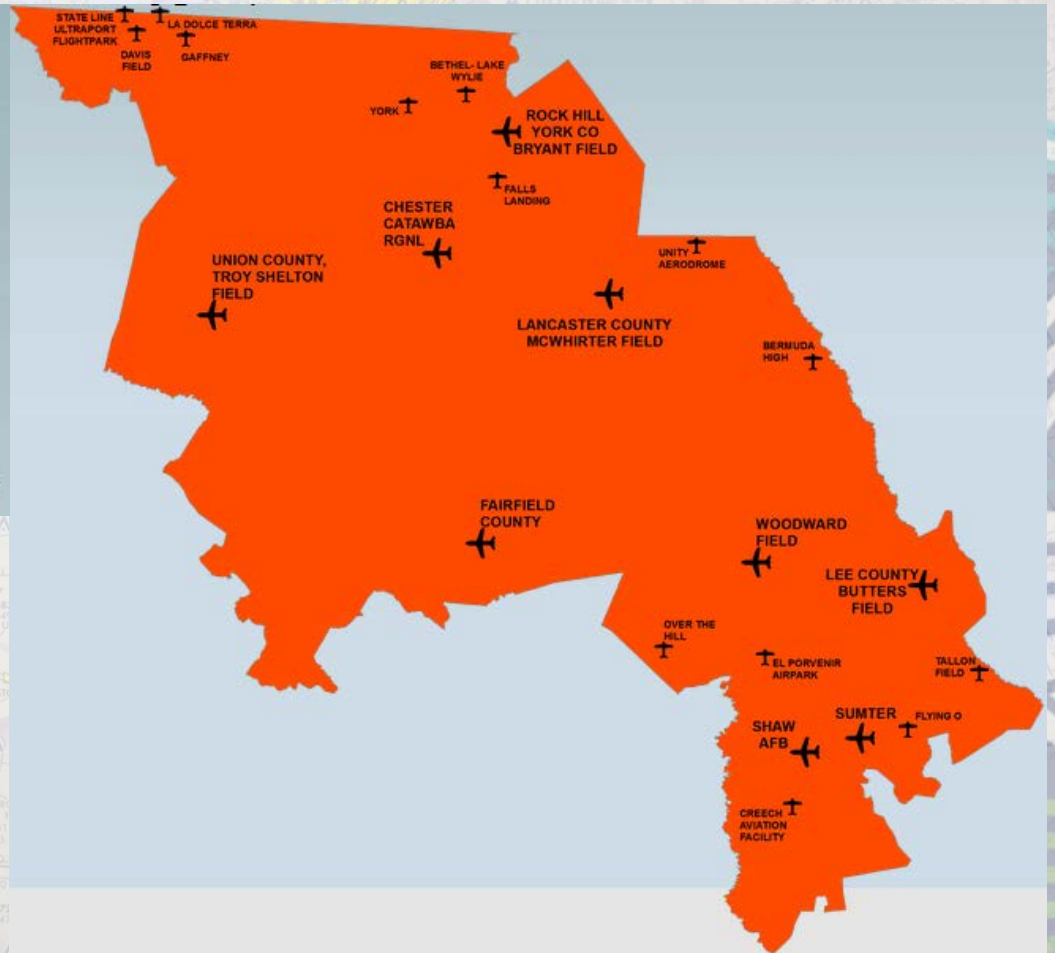 STATE LINE
ULTRAPORT
FLIGHTPARK
LA DOLCE TERRA
DAVIS
FIELD
GAFFNEY
BETHEL- LAKE
WYLIE
YORK
ROCK HILL
YORK CO
BRYANT FIELD
FALLS
LANDING
CHESTER
CATAWBA
RGNL
UNITY
AERODROME
UNION COUNTY,
TROY SHELTON
FIELD
LANCASTER COUNTY
MCWHIRTER FIELD
BERMUDA
HIGH
FAIRFIELD
COUNTY
WOODWARD
FIELD
LEE COUNTY
BUTTERS
FIELD
OVER THE
HILL
EL PORVENIR
AIRPARK
TALLON
FIELD
SUMTER
FLYING O
SHAW
AFB
CREECH
AVIATION
FACILITY